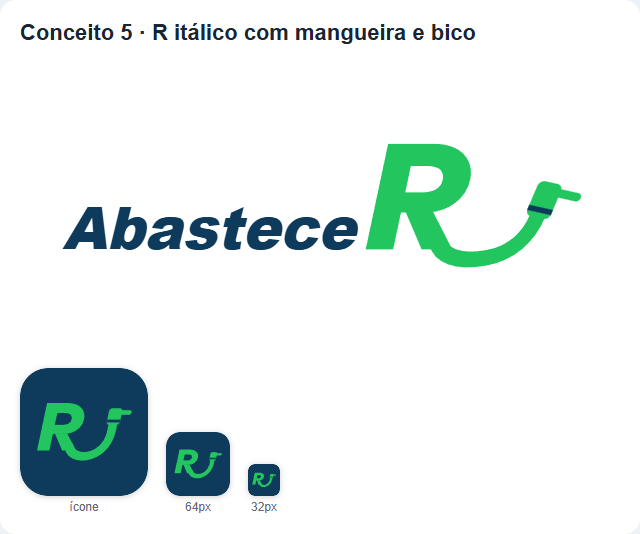 Conceito 5 · R itálico com mangueira e bico
AbasteceR
R
R
R
ícone
64px
32px